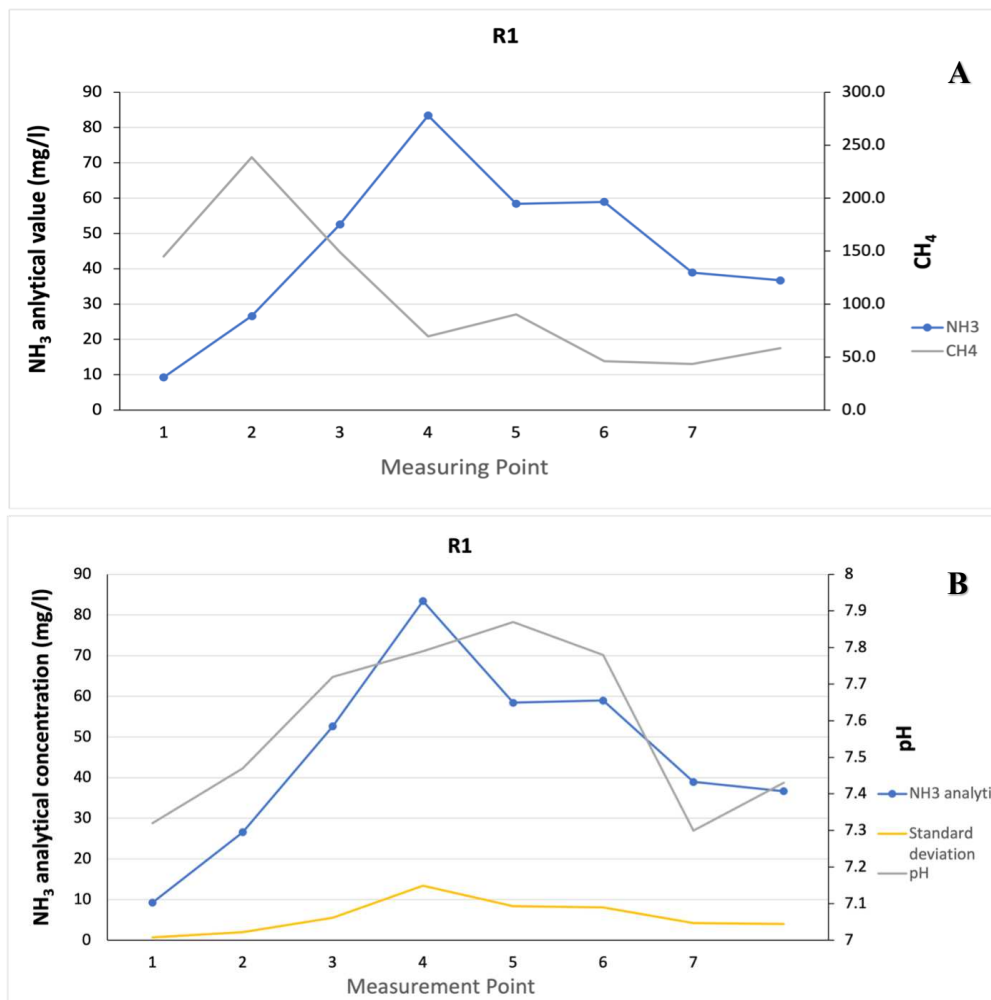 R1
A
NH3 anlytical value (mg/l)
90
80
70
60
50
40
30
20
10
0
300.0
250.0
200.0
150.0
100.0
50.0
0.0
CH4
NH3
CH4
1 2 3 4 5 6 7
Measuring Point
R1
B
NH3 analytical concentration (mg/l)
90
80
70
60
50
40
30
20
10
0
8
7.9
7.8
7.7
7.6
7.5
7.4
7.3
7.2
7.1
7
pH
NH3 analyti
Standard
deviation
pH
1 2 3 4 5 6 7
Measurement Point